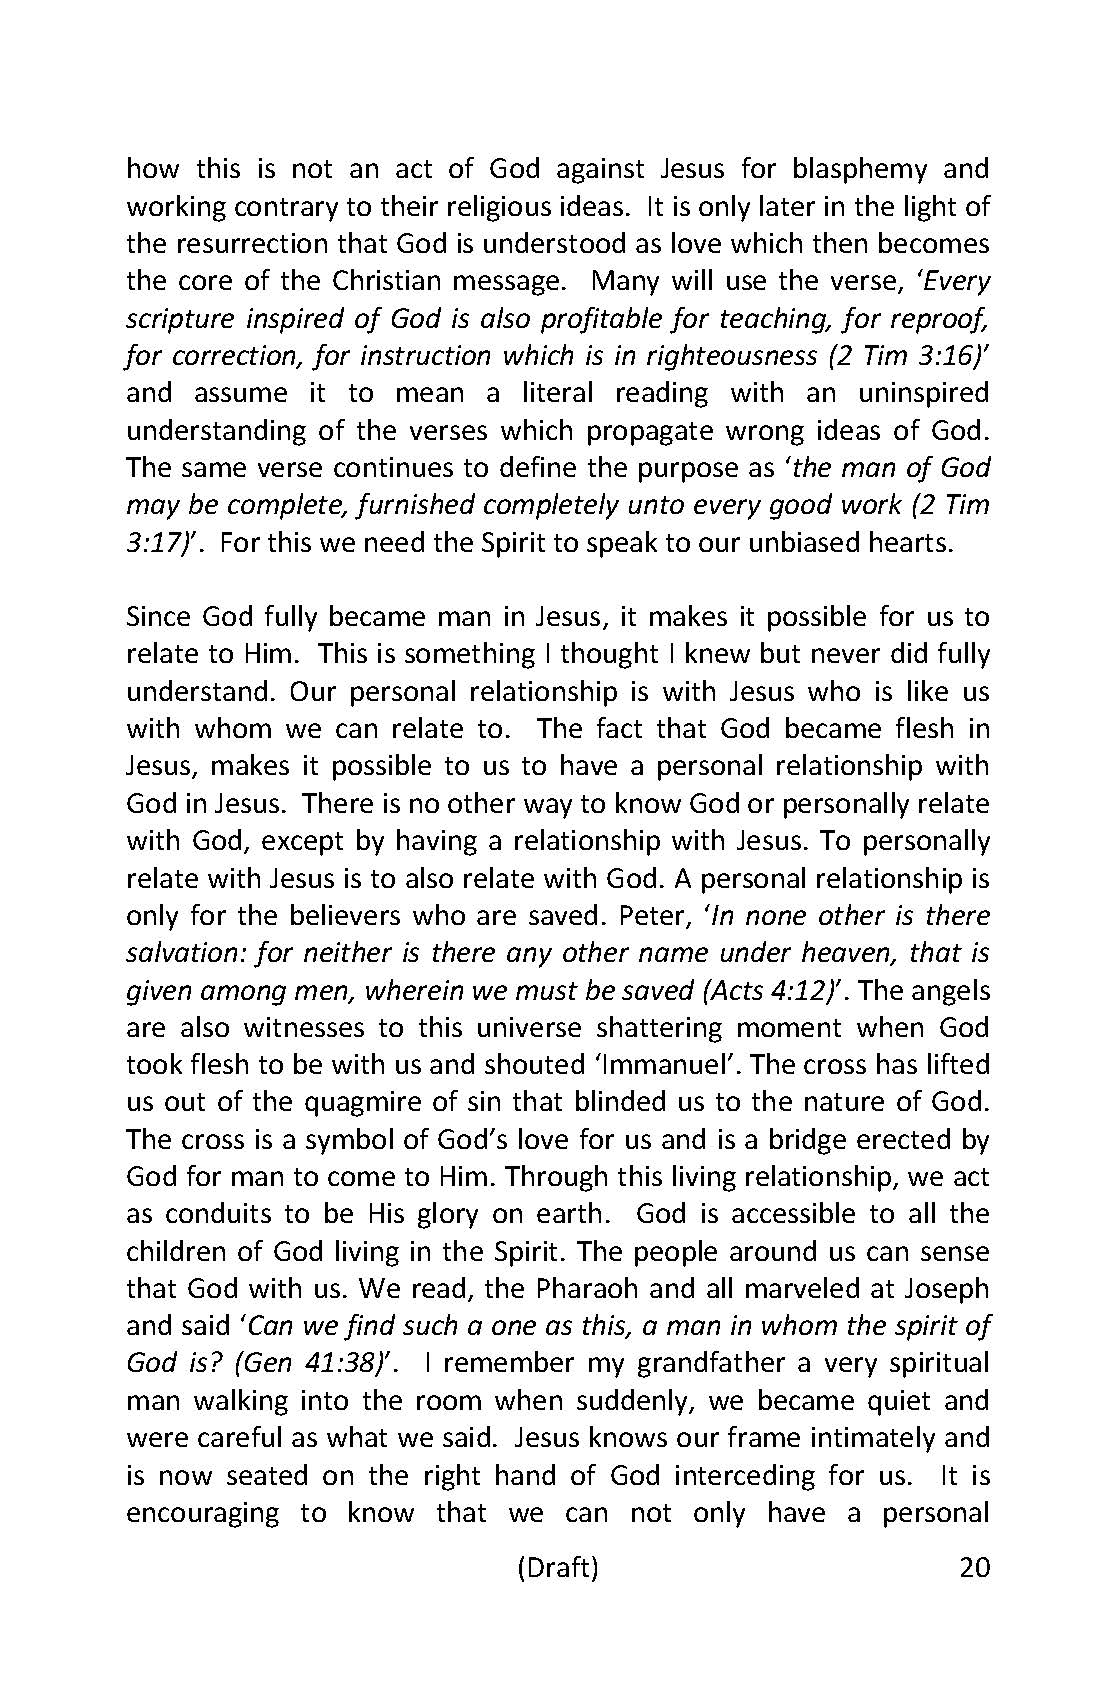 how this is not an act of God against Jesus for blasphemy and
working contrary to their religious ideas.  It is only later in the light of
the resurrection that God is understood as love which then becomes
the core of the Christian message.  Many will use the verse, ‘Every
scripture inspired of God is also profitable for teaching, for reproof,
for correction, for instruction which is in righteousness (2 Tim 3:16)’
and assume it to mean a literal reading with an uninspired
understanding of the verses which propagate wrong ideas of God.
The same verse continues to define the purpose as ‘the man of God
may be complete, furnished completely unto every good work (2 Tim
3:17)’.  For this we need the Spirit to speak to our unbiased hearts.

Since God fully became man in Jesus, it makes it possible for us to
relate to Him.  This is something I thought I knew but never did fully
understand. Our personal relationship is with Jesus who is like us
with whom we can relate to.  The fact that God became flesh in
Jesus, makes it possible to us to have a personal relationship with
God in Jesus.  There is no other way to know God or personally relate
with God, except by having a relationship with Jesus. To personally
relate with Jesus is to also relate with God. A personal relationship is
only for the believers who are saved. Peter, ‘In none other is there
salvation: for neither is there any other name under heaven, that is
given among men, wherein we must be saved (Acts 4:12)’. The angels
are also witnesses to this universe shattering moment when God
took flesh to be with us and shouted ‘Immanuel’. The cross has lifted
us out of the quagmire of sin that blinded us to the nature of God.
The cross is a symbol of God’s love for us and is a bridge erected by
God for man to come to Him. Through this living relationship, we act
as conduits to be His glory on earth.  God is accessible to all the
children of God living in the Spirit. The people around us can sense
that God with us. We read, the Pharaoh and all marveled at Joseph
and said ‘Can we find such a one as this, a man in whom the spirit of
God is? (Gen 41:38)’.  I remember my grandfather a very spiritual
man walking into the room when suddenly, we became quiet and
were careful as what we said.  Jesus knows our frame intimately and
is now seated on the right hand of God interceding for us.  It is
encouraging to know that we can not only have a personal
(Draft) 20